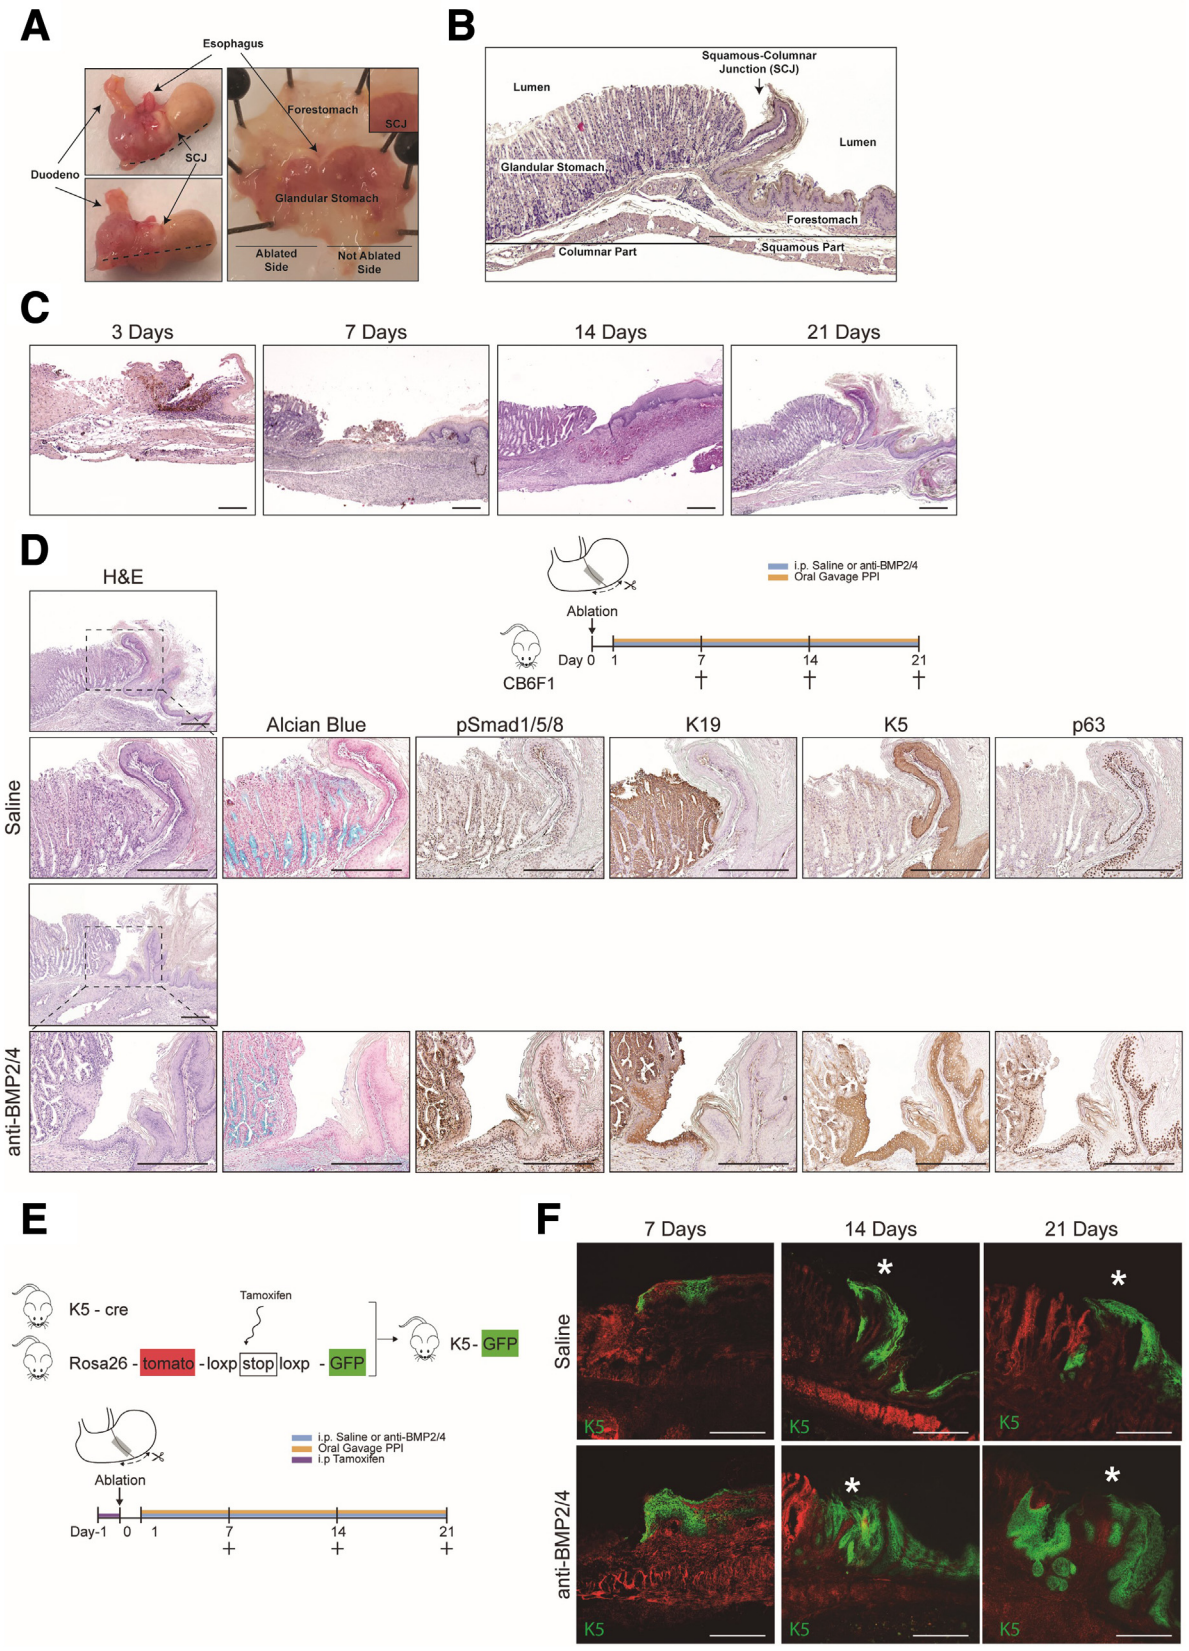 A
Esophagus
Duodeno
SCJ
Forestomach
SCJ
Glandular Stomach
Ablated
Side
Not Ablated
Side
B
Squamous-Columnar
Junction (SCJ)
Lumen
Lumen
Glandular Stomach
Forestomach
Columnar Part
Squamous Part
C
3 Days
7 Days
14 Days
21 Days
D
H&E
i.p. Saline or anti-BMP2/4
Oral Gavage PPI
Ablation
Day 0 1 7 14 21
CB6F1
Alcian Blue
pSmad1/5/8
K19
K5
p63
Saline
anti-BMP2/4
E
Tamoxifen
K5 - cre
Rosa26 - tomato -loxp stop loxp - GFP
K5 - GFP
i.p. Saline or anti-BMP2/4
Oral Gavage PPI
i.p Tamoxifen
Ablation
Day-1 0 1 7 14 21
F
7 Days
14 Days
21 Days
Saline
K5
K5
K5
anti-BMP2/4
K5
K5
K5